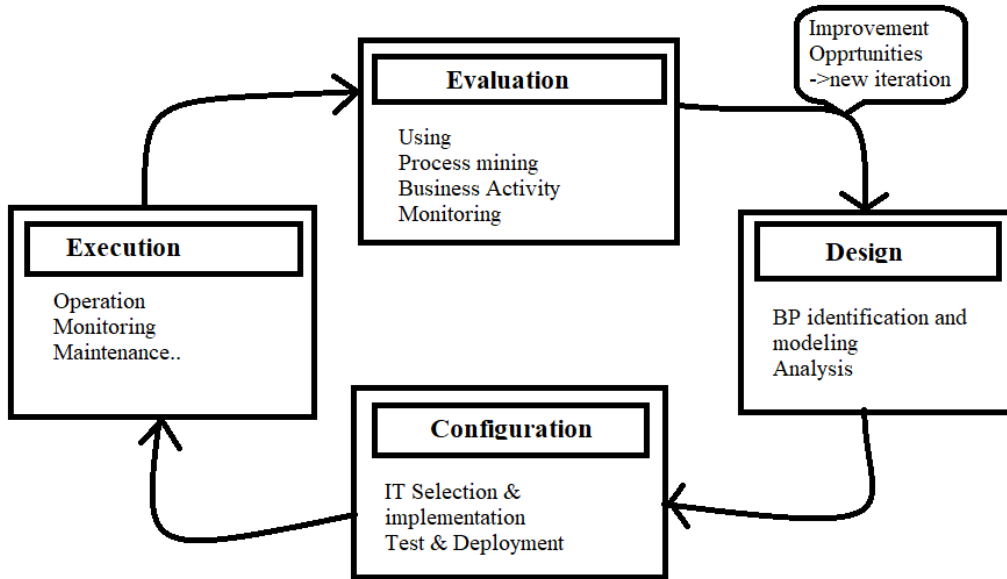 Improvement
Opprtunities
->new iteration
Evaluation
Using
Process mining
Business Activity
Monitoring
Execution
Operation
Monitoring
Maintenance..
Design
BP identification and
modeling
Analysis
Configuration
IT Selection &
implementation
Test & Deployment